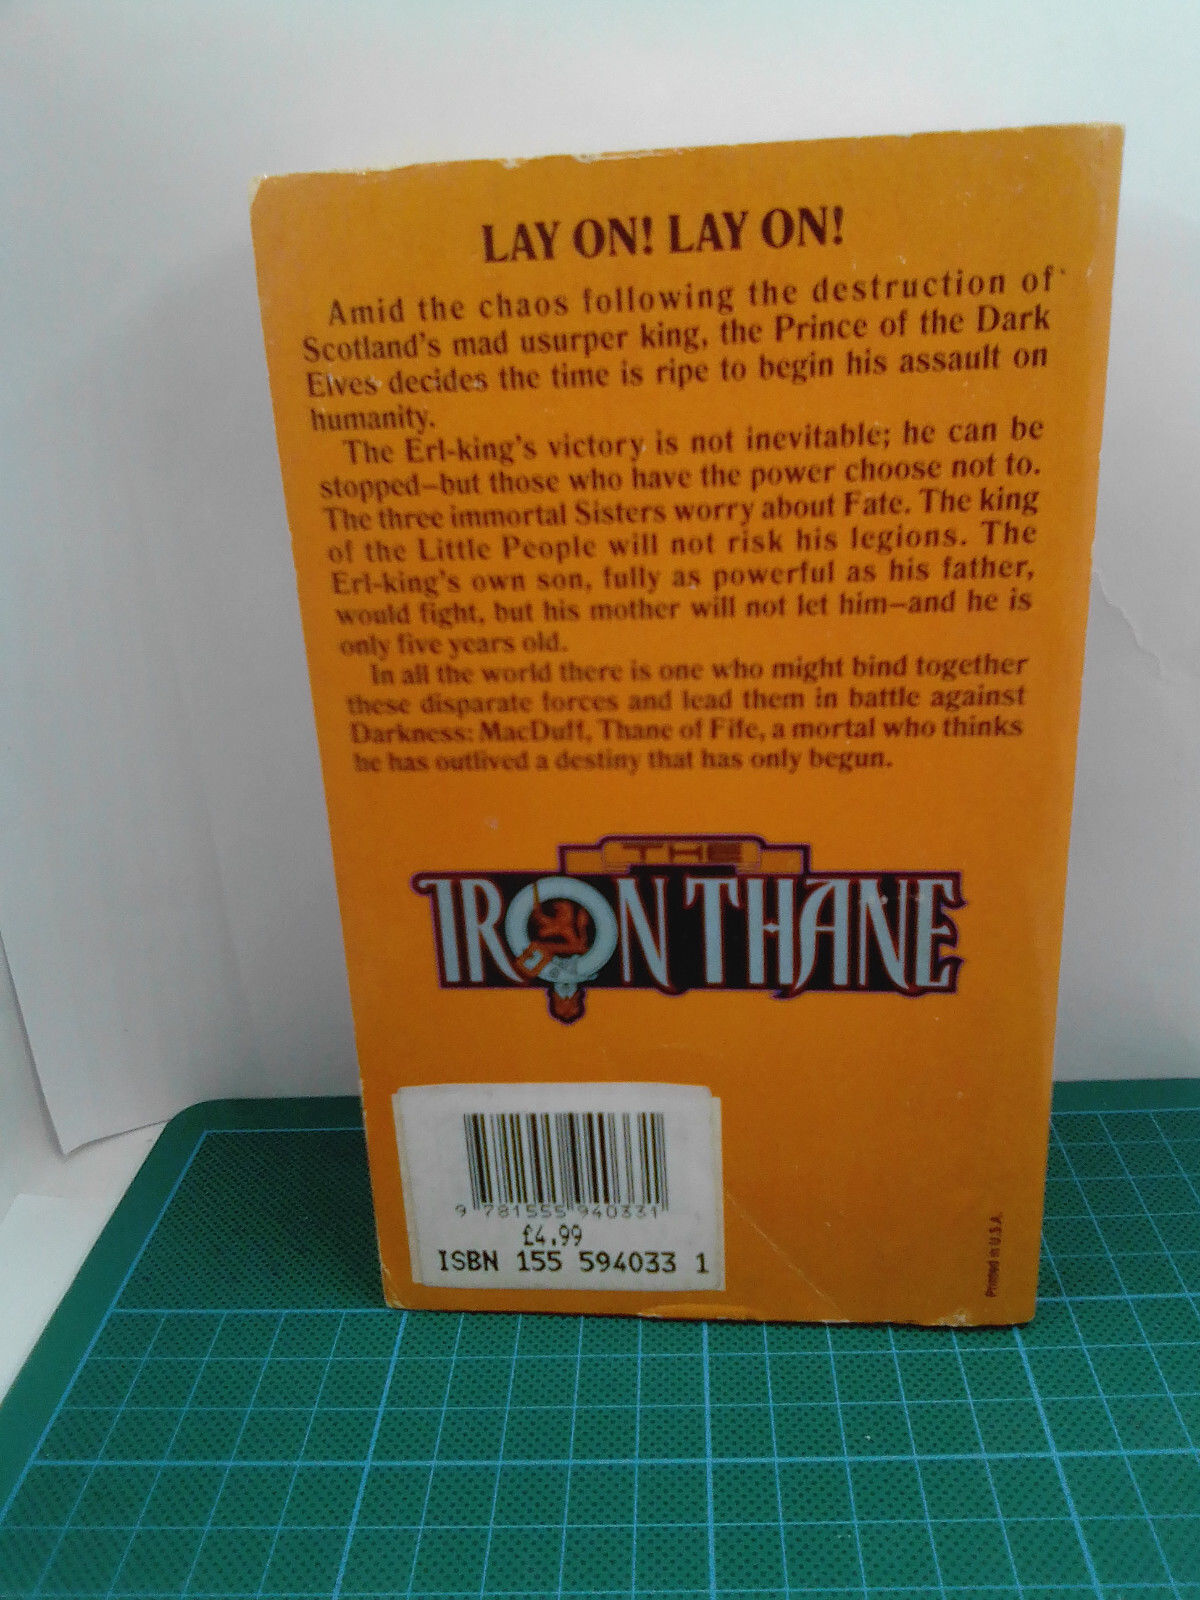 LAY ON! LAY ON!
Amid the chaos following the destruction of
Scotland's mad usurper king, the Prince of the Dark
Elves decides the time is ripe to begin his assault on
humanity.
The Erl-king's victory is not inevitable; he can be
stopped—but those who have the power choose not to.
The three immortal Sisters worry about Fate. The king
of the Little People will not risk his legions. The
Erl-king's own son, fully as powerful as his father,
would fight, but his mother will not let him—and he is
only five years old.
In all the world there is one who might bind together
these disparate forces and lead them in battle against
Darkness: MacDuff, Thane of Fife, a mortal who thinks
he has outlived a destiny that has only begun.
THE
IRON THANE
9 781555 940331
£4.99
ISBN 155 594033 1
Printed in U.S.A.